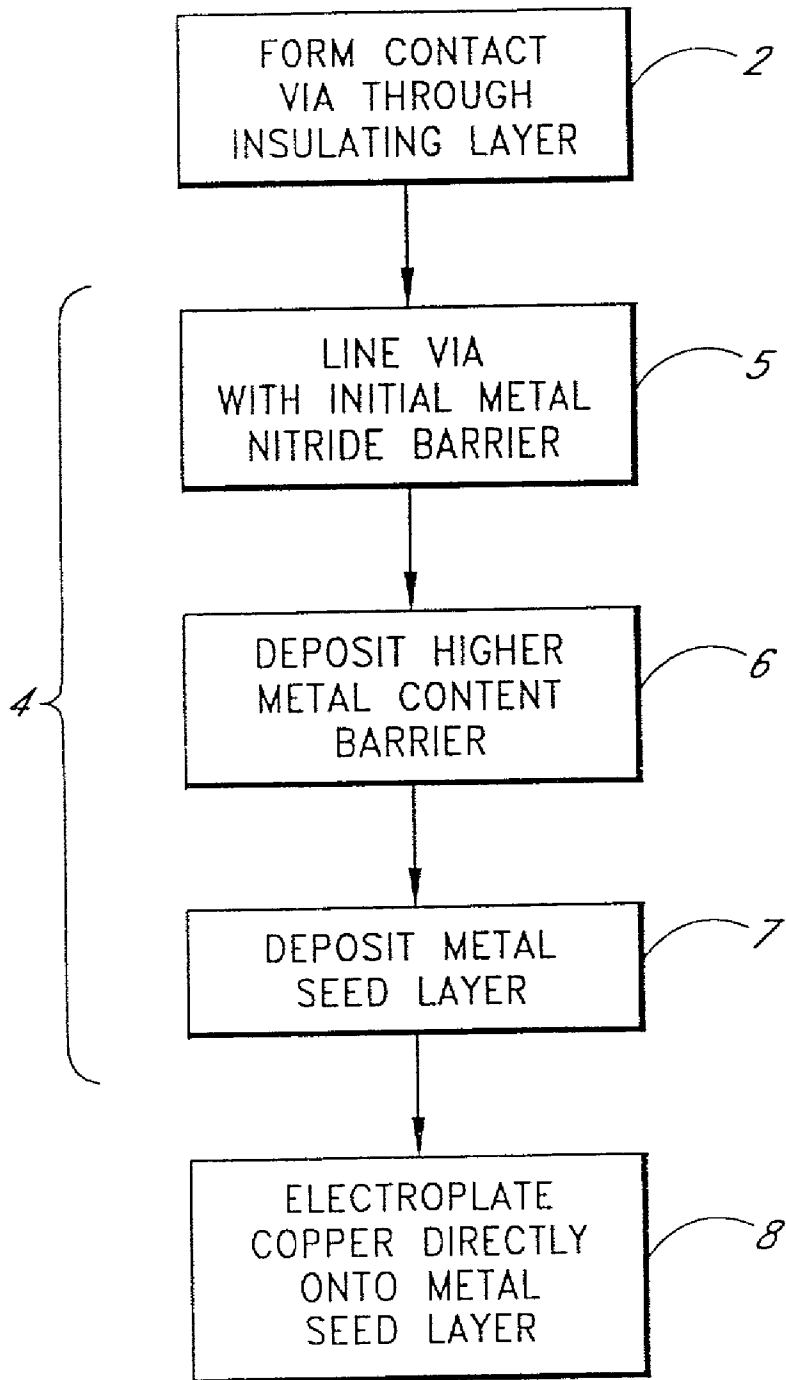 FORM CONTACT
VIA THROUGH
INSULATING LAYER
2
LINE VIA
WITH INITIAL METAL
NITRIDE BARRIER
5
DEPOSIT HIGHER
METAL CONTENT
BARRIER
6
4
DEPOSIT METAL
SEED LAYER
7
ELECTROPLATE
COPPER DIRECTLY
ONTO METAL
SEED LAYER
8